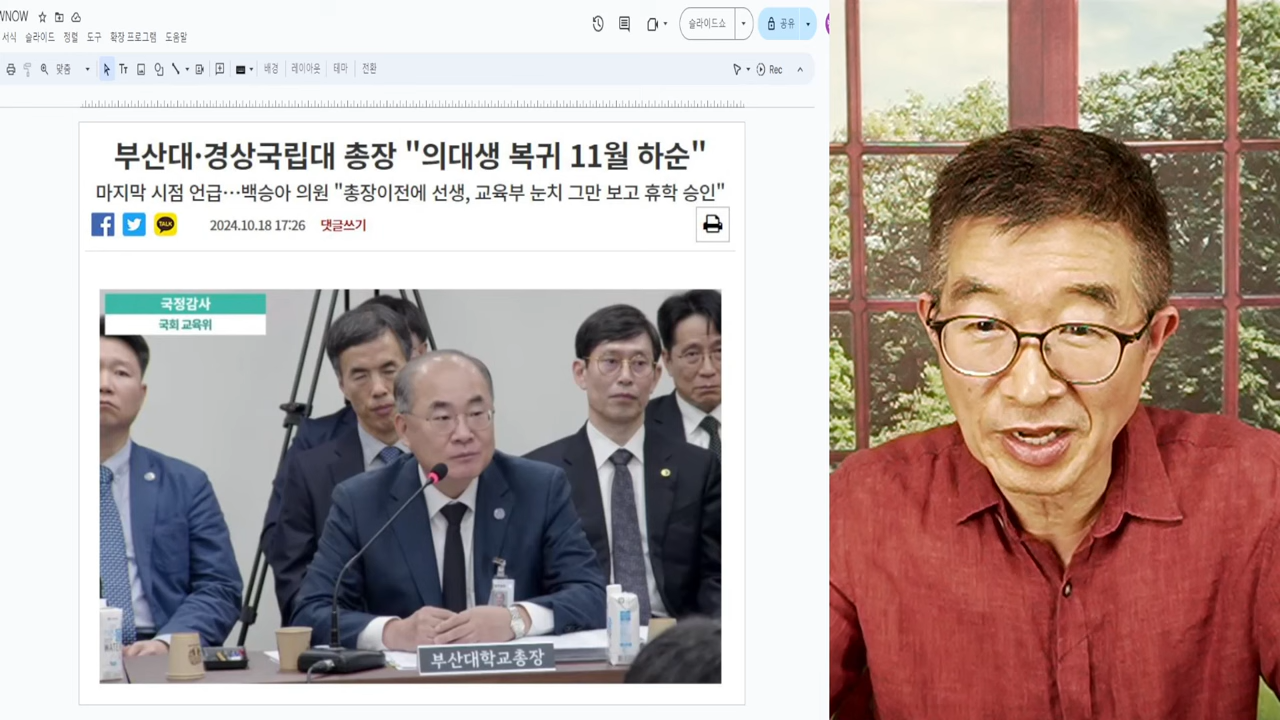 WNOW
서식 슬라이드 정렬 도구 확장 프로그램 도움말
슬라이드쇼
공유
맞춤
Tт
배경 레이아웃 테마 전환
Rec
부산대·경상국립대 총장 "의대생 복귀 11월 하순"
마지막 시점 언급…백승아 의원 "총장이전에 선생, 교육부 눈치 그만 보고 휴학 승인"
TALK
2024.10.18 17:26 댓글쓰기
국정감사
국회 교육위
부산대학교총장